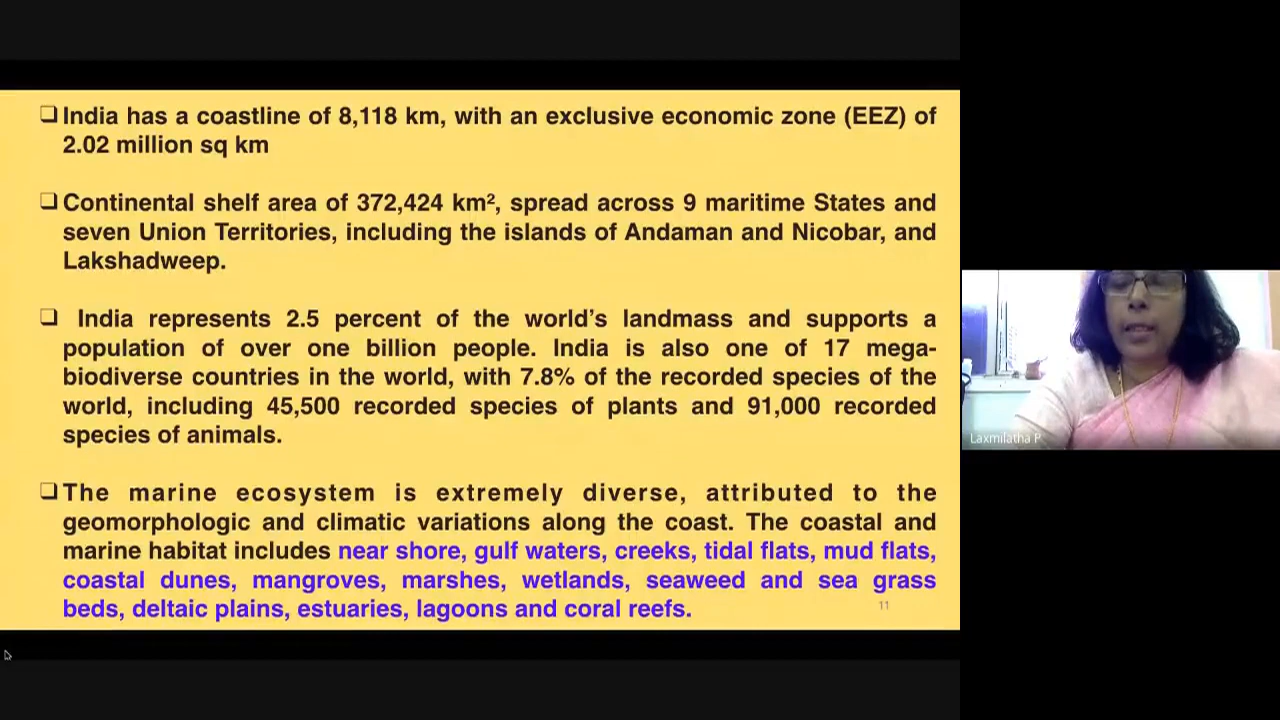 ❑ India has a coastline of 8,118 km, with an exclusive economic zone (EEZ) of
2.02 million sq km
❑ Continental shelf area of 372,424 km², spread across 9 maritime States and
seven Union Territories, including the islands of Andaman and Nicobar, and
Lakshadweep.
❑ India represents 2.5 percent of the world’s landmass and supports a
population of over one billion people. India is also one of 17 mega-
biodiverse countries in the world, with 7.8% of the recorded species of the
world, including 45,500 recorded species of plants and 91,000 recorded
species of animals.
❑ The marine ecosystem is extremely diverse, attributed to the
geomorphologic and climatic variations along the coast. The coastal and
marine habitat includes near shore, gulf waters, creeks, tidal flats, mud flats,
coastal dunes, mangroves, marshes, wetlands, seaweed and sea grass
beds, deltaic plains, estuaries, lagoons and coral reefs.
11
Laxmilatha P